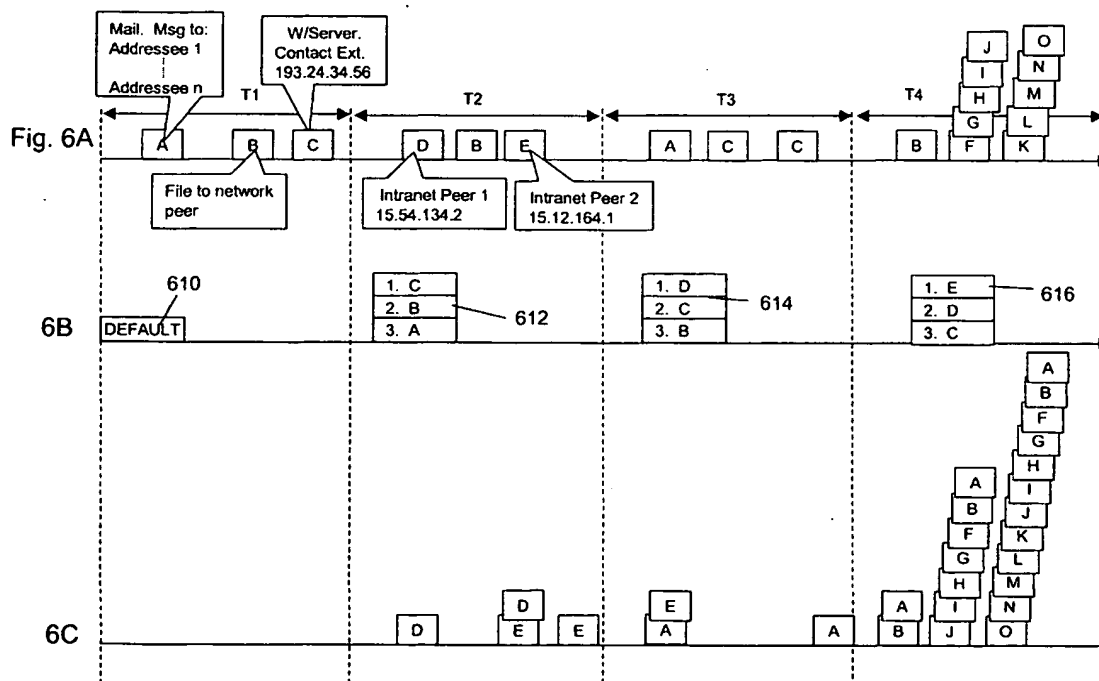 Mail. Msg to:
Addressee 1
Addressee n
W/Server.
Contact Ext.
193.24.34.56
T1
T2
T3
T4
J
I
H
G
F
O
N
M
L
K
Fig. 6A
A
B
C
D
B
E
A
C
C
B
File to network
peer
Intranet Peer 1
15.54.134.2
Intranet Peer 2
15.12.164.1
6B
610
DEFAULT
1. C
2. B
3. A
612
1. D
2. C
3. B
614
1. E
2. D
3. C
616
6C
D
D
E
E
E
A
A
A
B
A
B
F
G
H
I
J
A
B
F
G
H
I
J
K
L
M
N
O